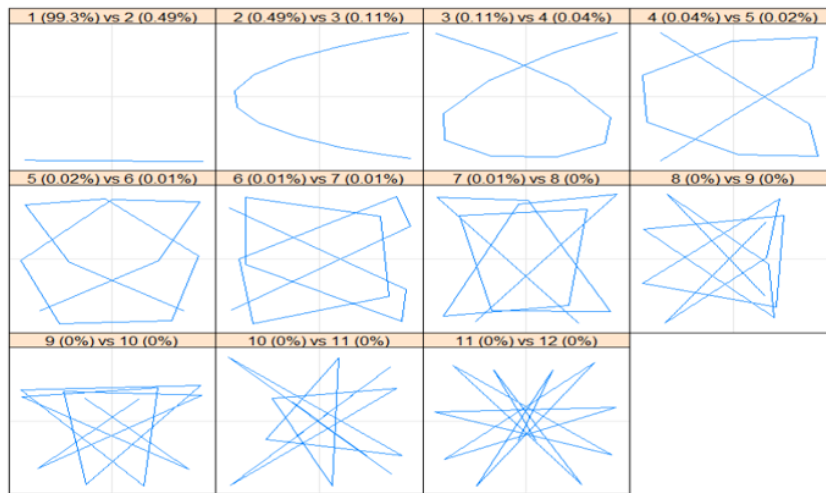 1 (99.3%) vs 2 (0.49%)
2 (0.49%) vs 3 (0.11%)
3 (0.11%) vs 4 (0.04%)
4 (0.04%) vs 5 (0.02%)
5 (0.02%) vs 6 (0.01%)
6 (0.01%) vs 7 (0.01%)
7 (0.01%) vs 8 (0%)
8 (0%) vs 9 (0%)
9 (0%) vs 10 (0%)
10 (0%) vs 11 (0%)
11 (0%) vs 12 (0%)